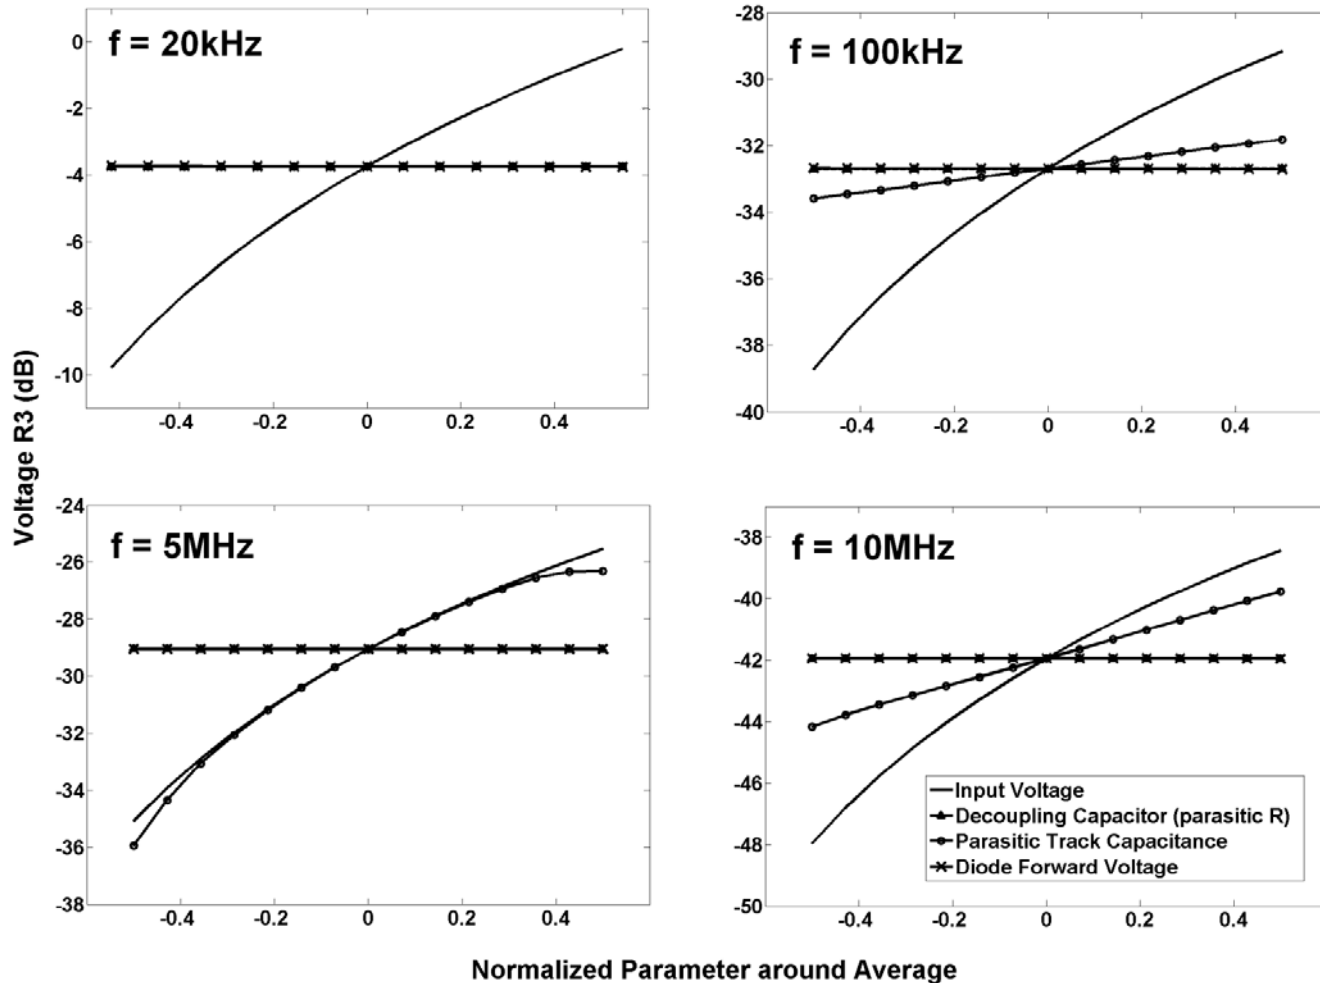 f = 20kHz
0
-2
-4
-6
-8
-10
-0.4 -0.2 0 0.2 0.4
f = 100kHz
-28
-30
-32
-34
-36
-38
-40
-0.4 -0.2 0 0.2 0.4
Voltage R3 (dB)
f = 5MHz
-24
-26
-28
-30
-32
-34
-36
-38
-0.4 -0.2 0 0.2 0.4
f = 10MHz
-38
-40
-42
-44
-46
-48
-50
-0.4 -0.2 0 0.2 0.4
Input Voltage
Decoupling Capacitor (parasitic R)
Parasitic Track Capacitance
Diode Forward Voltage
Normalized Parameter around Average